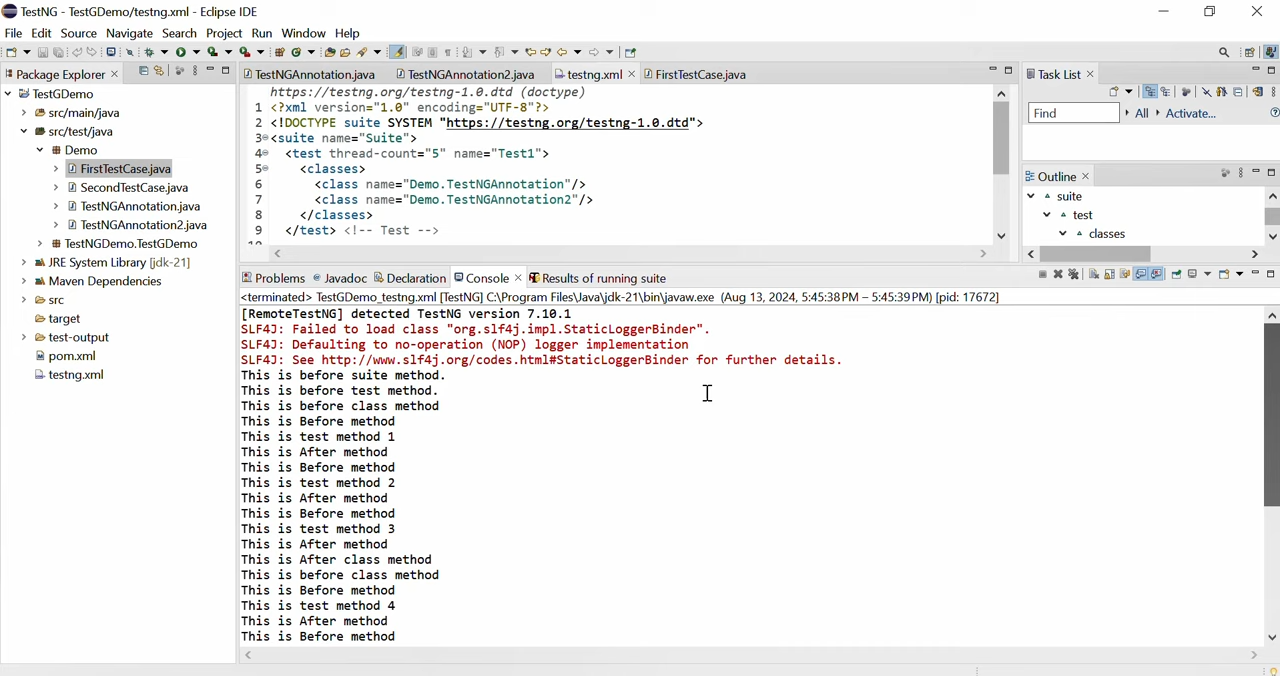 TestNG - TestGDemo/testng.xml - Eclipse IDE
File Edit Source Navigate Search Project Run Window Help
Package Explorer
TestGDemo
src/main/java
src/test/java
Demo
FirstTestCase.java
SecondTestCase.java
TestNGAnnotation.java
TestNGAnnotation2.java
TestNGDemo.TestGDemo
JRE System Library [jdk-21]
Maven Dependencies
src
target
test-output
pom.xml
testng.xml
TestNGAnnotation.java TestNGAnnotation2.java testng.xml FirstTestCase.java
https://testng.org/testng-1.0.dtd (doctype)
1 <?xml version="1.0" encoding="UTF-8"?>
2 <!DOCTYPE suite SYSTEM "https://testng.org/testng-1.0.dtd">
3 <suite name="Suite">
4 <test thread-count="5" name="Test1">
5 <classes>
6 <class name="Demo.TestNGAnnotation"/>
7 <class name="Demo.TestNGAnnotation2"/>
8 </classes>
9 </test> <!-- Test -->
10
Task List
Find All Activate...
Outline
suite
test
classes
Problems Javadoc Declaration Console Results of running suite
<terminated> TestGDemo_testng.xml [TestNG] C:\Program Files\Java\jdk-21\bin\javaw.exe (Aug 13, 2024, 5:45:38 PM – 5:45:39 PM) [pid: 17672]
[RemoteTestNG] detected TestNG version 7.10.1
SLF4J: Failed to load class "org.slf4j.impl.StaticLoggerBinder".
SLF4J: Defaulting to no-operation (NOP) logger implementation
SLF4J: See http://www.slf4j.org/codes.html#StaticLoggerBinder for further details.
This is before suite method.
This is before test method.
This is before class method
This is Before method
This is test method 1
This is After method
This is Before method
This is test method 2
This is After method
This is Before method
This is test method 3
This is After method
This is After class method
This is before class method
This is Before method
This is test method 4
This is After method
This is Before method